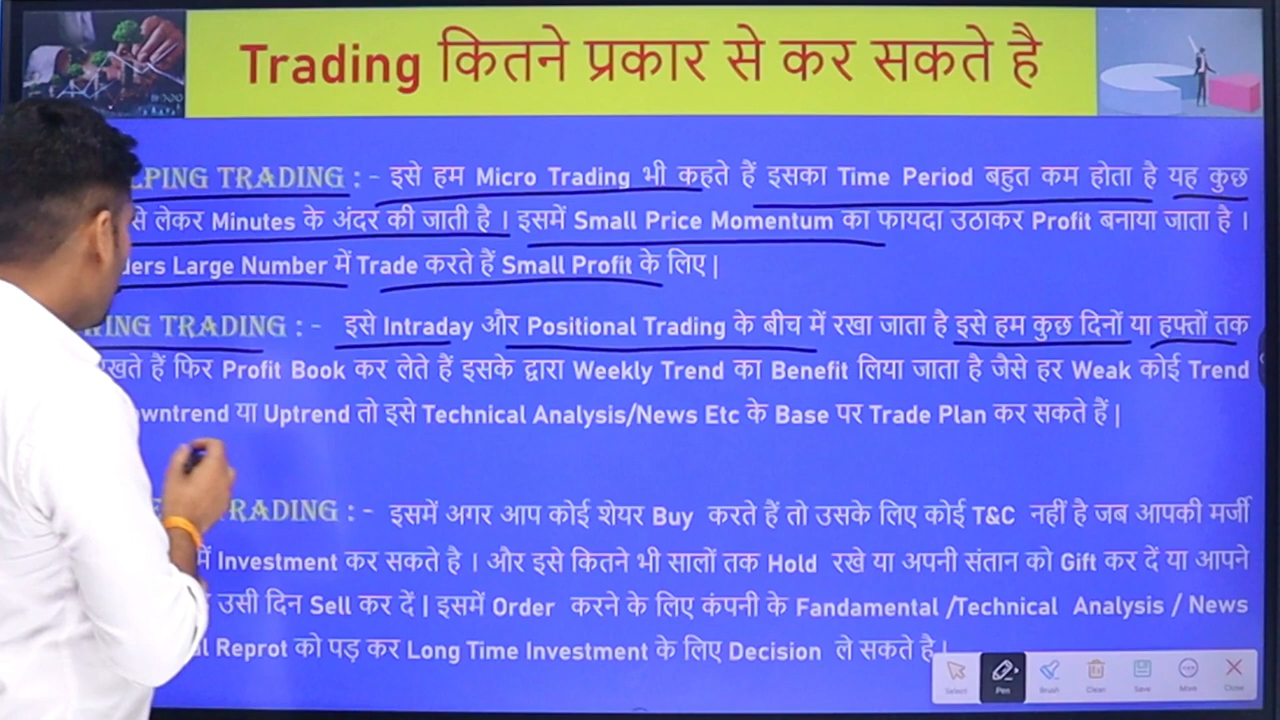 Trading कितने प्रकार से कर सकते है
TRADING : - इसे हम Micro Trading भी कहते हैं इसका Time Period बहुत कम होता है यह कुछ
से लेकर Minutes के अंदर की जाती है । इसमें Small Price Momentum का फायदा उठाकर Profit बनाया जाता है ।
Large Number में Trade करते हैं Small Profit के लिए |
TRADING : - इसे Intraday और Positional Trading के बीच में रखा जाता है इसे हम कुछ दिनों या हफ्तों तक
हैं फिर Profit Book कर लेते हैं इसके द्वारा Weekly Trend का Benefit लिया जाता है जैसे हर Weak कोई Trend
या Uptrend तो इसे Technical Analysis/News Etc के Base पर Trade Plan कर सकते हैं |
TRADING : - इसमें अगर आप कोई शेयर Buy करते हैं तो उसके लिए कोई T&C नहीं है जब आपकी मर्जी
में Investment कर सकते है । और इसे कितने भी सालों तक Hold रखे या अपनी संतान को Gift कर दें या आपने
उसी दिन Sell कर दें | इसमें Order करने के लिए कंपनी के Fandamental /Technical Analysis / News
Reprot को पड़ कर Long Time Investment के लिए Decision ले सकते है |
Select Pen Brush Clean Save More Close